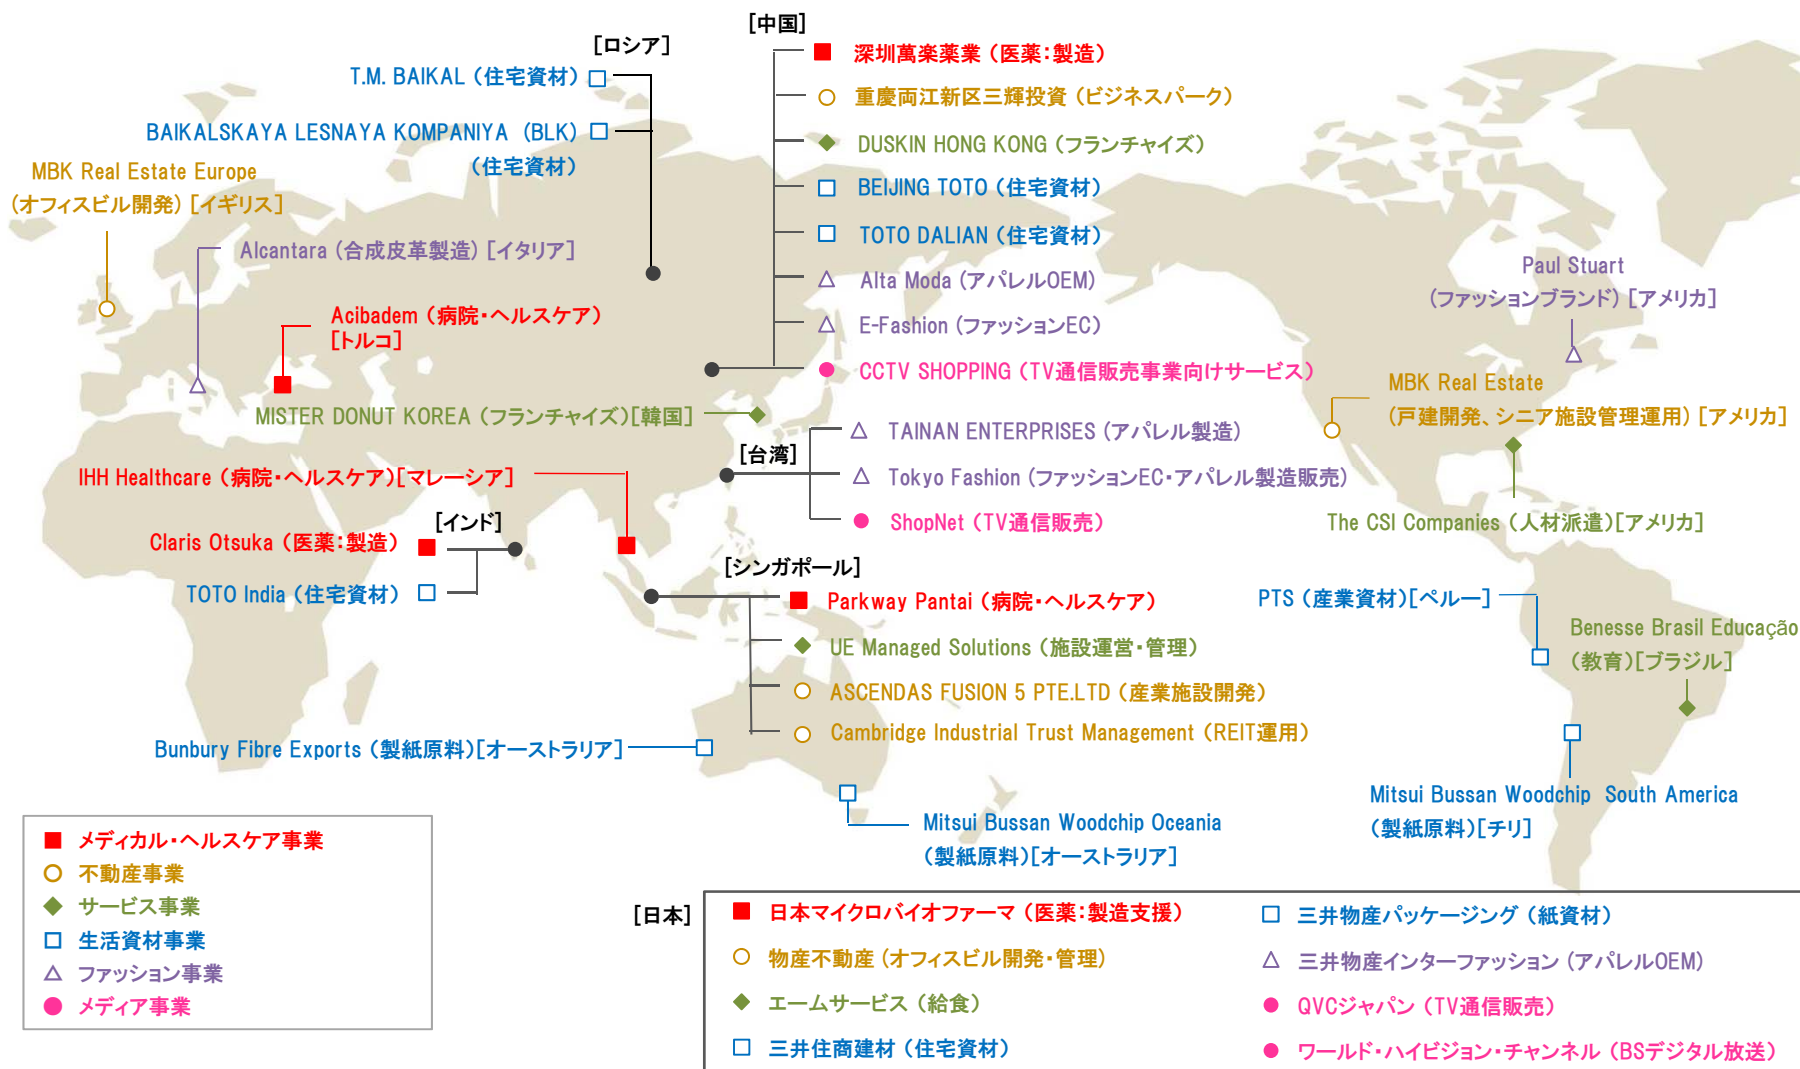 [中国]
深圳萬楽薬業（医薬：製造）
重慶両江新区三輝投資（ビジネスパーク）
DUSKIN HONG KONG（フランチャイズ）
BEIJING TOTO（住宅資材）
TOTO DALIAN（住宅資材）
Alta Moda（アパレルOEM）
E-Fashion（ファッションEC）
CCTV SHOPPING（TV通信販売事業向けサービス）
[ロシア]
T.M. BAIKAL（住宅資材）
BAIKALSKAYA LESNAYA KOMPANIYA （BLK）
（住宅資材）
MBK Real Estate Europe
（オフィスビル開発）[イギリス]
Alcantara（合成皮革製造）[イタリア]
Acibadem（病院・ヘルスケア）
[トルコ]
MISTER DONUT KOREA（フランチャイズ）[韓国]
IHH Healthcare（病院・ヘルスケア）[マレーシア]
[インド]
Claris Otsuka（医薬：製造）
TOTO India（住宅資材）
[台湾]
TAINAN ENTERPRISES（アパレル製造）
Tokyo Fashion（ファッションEC・アパレル製造販売）
ShopNet（TV通信販売）
[シンガポール]
Parkway Pantai（病院・ヘルスケア）
UE Managed Solutions（施設運営・管理）
ASCENDAS FUSION 5 PTE.LTD（産業施設開発）
Cambridge Industrial Trust Management（REIT運用）
Paul Stuart
（ファッションブランド）[アメリカ]
MBK Real Estate
（戸建開発、シニア施設管理運用）[アメリカ]
The CSI Companies（人材派遣）[アメリカ]
PTS（産業資材）[ペルー]
Benesse Brasil Educação
（教育）[ブラジル]
Bunbury Fibre Exports（製紙原料）[オーストラリア]
Mitsui Bussan Woodchip Oceania
（製紙原料）[オーストラリア]
Mitsui Bussan Woodchip South America
（製紙原料）[チリ]
メディカル・ヘルスケア事業
不動産事業
サービス事業
生活資材事業
ファッション事業
メディア事業
[日本]
日本マイクロバイオファーマ（医薬：製造支援）
物産不動産（オフィスビル開発・管理）
エームサービス（給食）
三井住商建材（住宅資材）
三井物産パッケージング（紙資材）
三井物産インターファッション（アパレルOEM）
QVCジャパン（TV通信販売）
ワールド・ハイビジョン・チャンネル（BSデジタル放送）